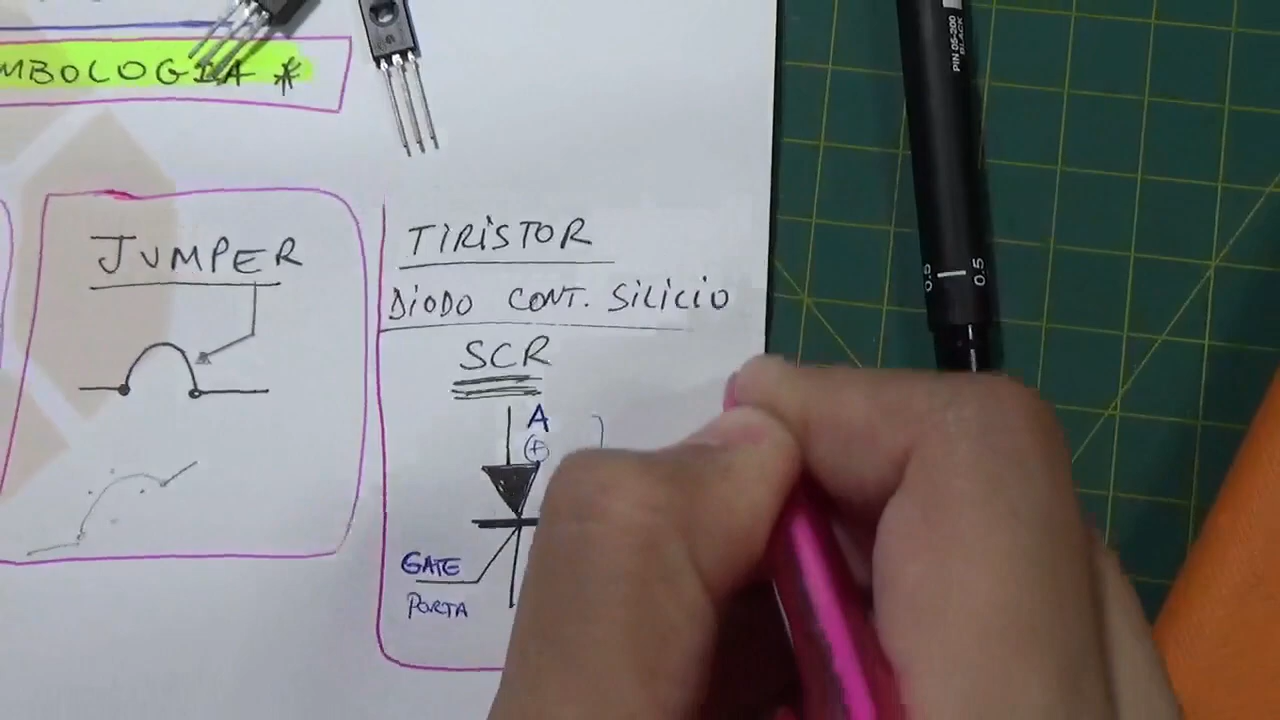 MBOLOGIA *
JUMPER
TIRISTOR
DIODO CONT. SILICIO
SCR
A
+
GATE
PORTA
PIN 05-200
BLACK
0.5
0.5